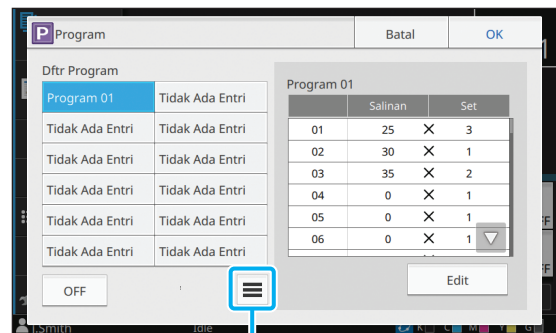 P Program Batal OK
Dftr Program
Program 01 Tidak Ada Entri
Tidak Ada Entri Tidak Ada Entri
Tidak Ada Entri Tidak Ada Entri
Tidak Ada Entri Tidak Ada Entri
Tidak Ada Entri Tidak Ada Entri
Tidak Ada Entri Tidak Ada Entri
OFF
Program 01
Salinan Set
01 25 X 3
02 30 X 1
03 35 X 2
04 0 X 1
05 0 X 1
06 0 X 1
Edit
J.Smith Idle K C M Y G